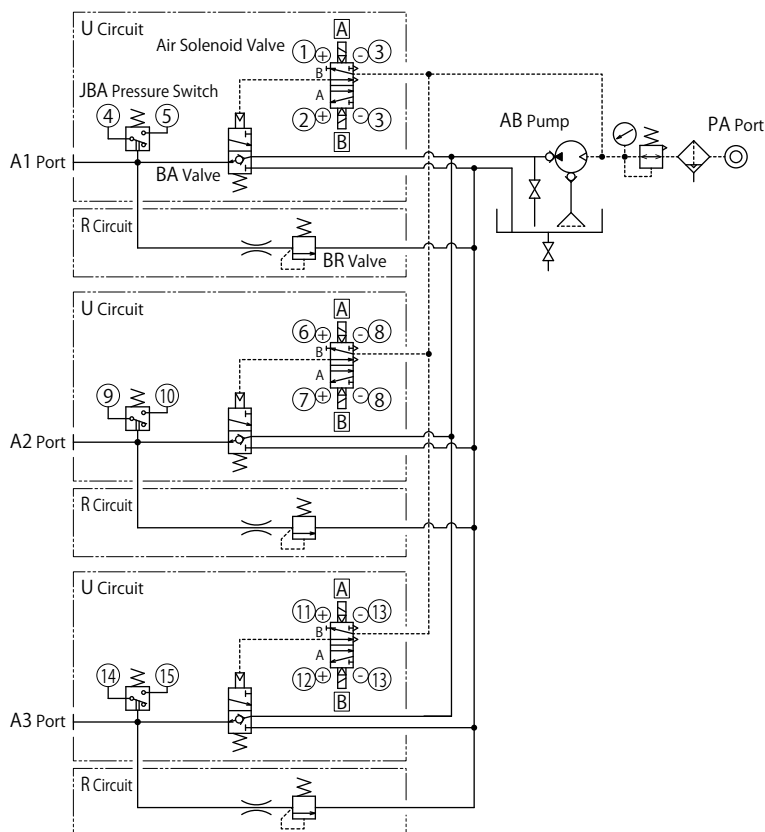 U Circuit
A
Air Solenoid Valve
1 + - 3
B
JBA Pressure Switch
A
4 5
2 + - 3
B
AB Pump
PA Port
A1 Port
BA Valve
R Circuit
BR Valve
U Circuit
A
6 + - 8
B
A
9 10
7 + - 8
B
A2 Port
R Circuit
U Circuit
A
11 + - 13
B
A
14 15
12 + - 13
B
A3 Port
R Circuit